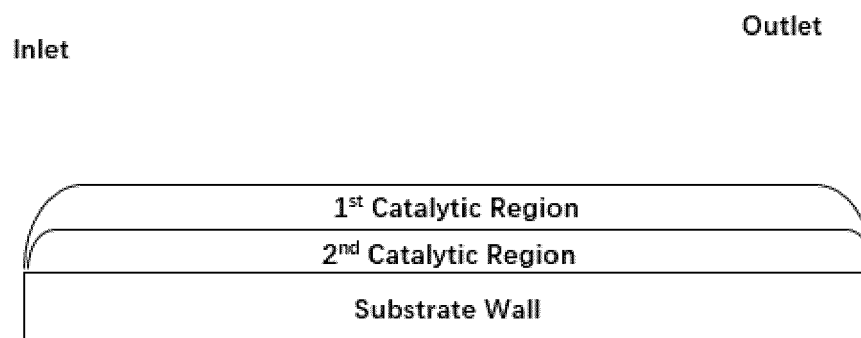 Inlet
Outlet
1st Catalytic Region
2nd Catalytic Region
Substrate Wall